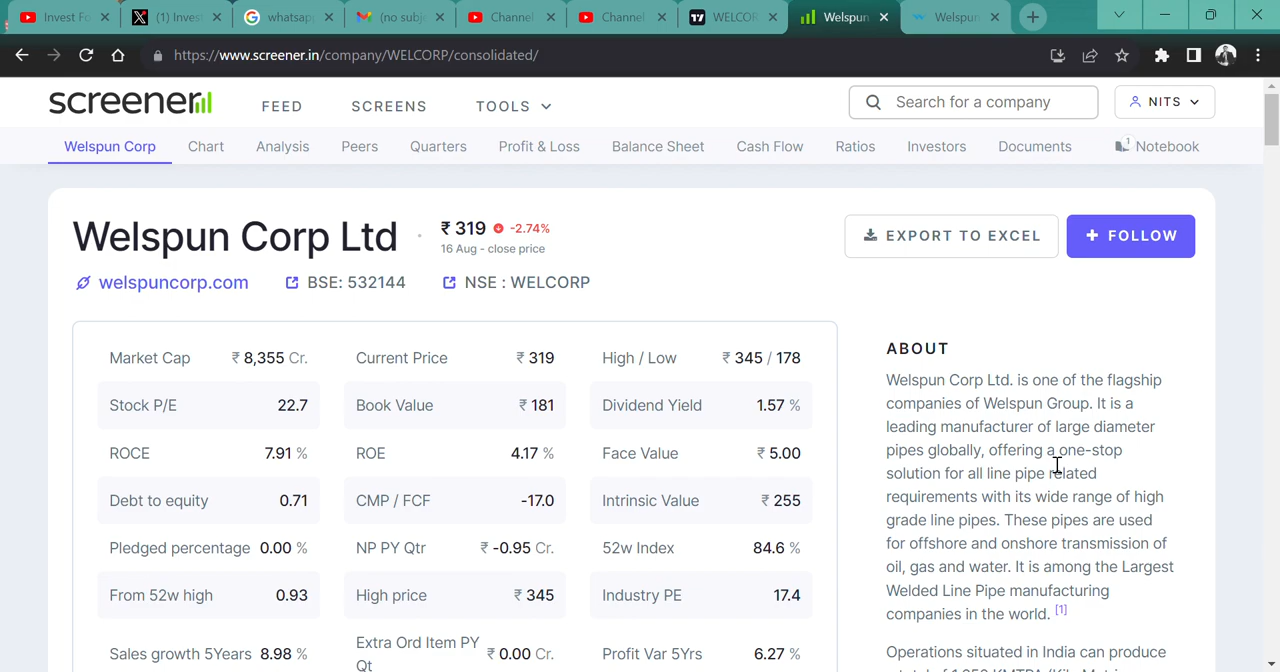 Invest Fo
(1) Invest
whatsap
(no subje
Channel
Channel
WELCOR
Welspun
Welspun
https://www.screener.in/company/WELCORP/consolidated/
screener
FEED
SCREENS
TOOLS
Search for a company
NITS
Welspun Corp
Chart
Analysis
Peers
Quarters
Profit & Loss
Balance Sheet
Cash Flow
Ratios
Investors
Documents
1
Notebook
Welspun Corp Ltd
₹ 319 -2.74%
16 Aug - close price
EXPORT TO EXCEL
+ FOLLOW
welspuncorp.com
BSE: 532144
NSE : WELCORP
Market Cap ₹ 8,355 Cr.
Current Price ₹ 319
High / Low ₹ 345 / 178
Stock P/E 22.7
Book Value ₹ 181
Dividend Yield 1.57 %
ROCE 7.91 %
ROE 4.17 %
Face Value ₹ 5.00
Debt to equity 0.71
CMP / FCF -17.0
Intrinsic Value ₹ 255
Pledged percentage 0.00 %
NP PY Qtr ₹ -0.95 Cr.
52w Index 84.6 %
From 52w high 0.93
High price ₹ 345
Industry PE 17.4
Sales growth 5Years 8.98 %
Extra Ord Item PY
Qt
₹ 0.00 Cr.
Profit Var 5Yrs 6.27 %
ABOUT
Welspun Corp Ltd. is one of the flagship
companies of Welspun Group. It is a
leading manufacturer of large diameter
pipes globally, offering a one-stop
solution for all line pipe related
requirements with its wide range of high
grade line pipes. These pipes are used
for offshore and onshore transmission of
oil, gas and water. It is among the Largest
Welded Line Pipe manufacturing
companies in the world. [1]
Operations situated in India can produce